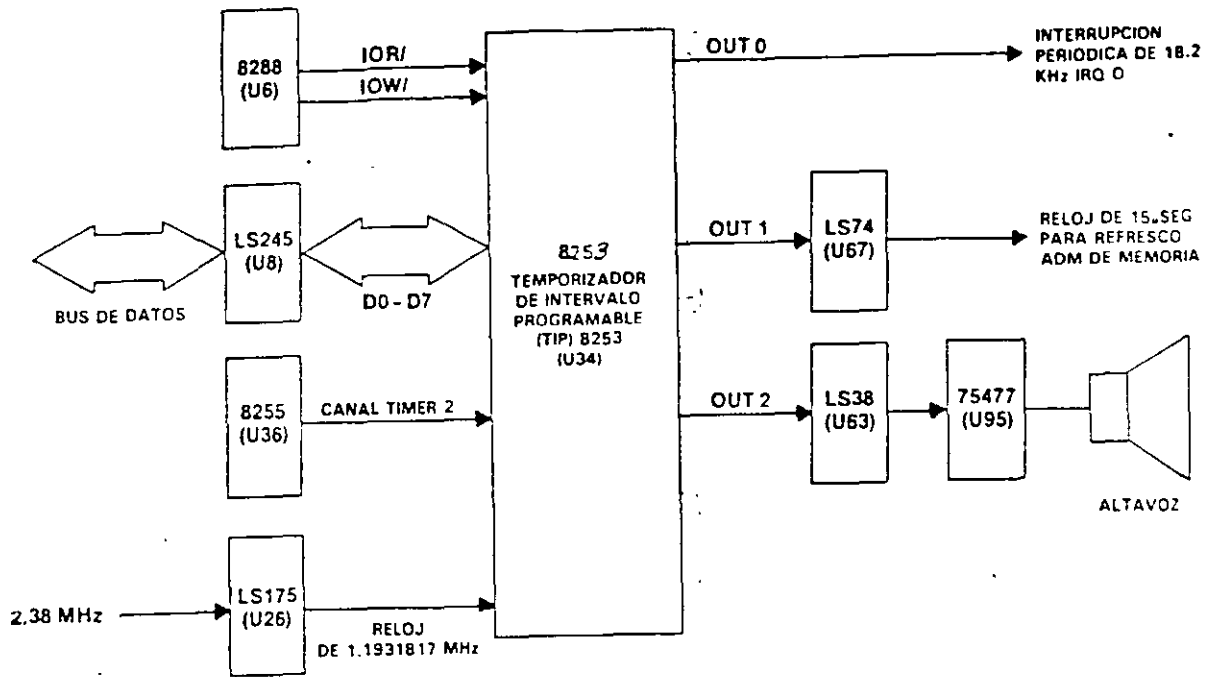 8288
(U6)
IOR/
IOW/
OUT 0
INTERRUPCION
PERIODICA DE 18.2
KHz IRQ O
LS245
(U8)
BUS DE DATOS
D0 - D7
8253
TEMPORIZADOR
DE INTERVALO
PROGRAMABLE
(TIP) 8253
(U34)
OUT 1
LS74
(U67)
RELOJ DE 15 SEG
PARA REFRESCO
ADM DE MEMORIA
8255
(U36)
CANAL TIMER 2
OUT 2
LS38
(U63)
75477
(U95)
ALTAVOZ
2.38 MHz
LS175
(U26)
RELOJ
DE 1.1931817 MHz